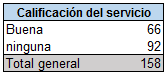 Calificación del servicio
Buena 66
ninguna 92
Total general 158